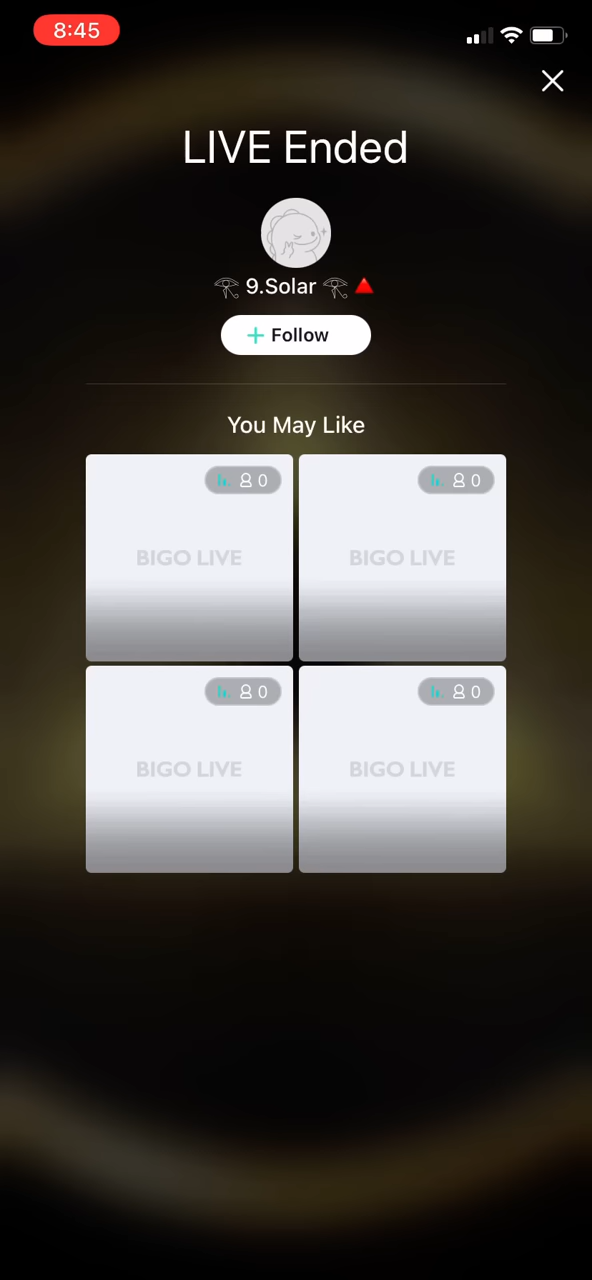 8:45
LIVE Ended
𓂀 9.Solar 𓂀 🔺
+ Follow
You May Like
0
0
BIGO LIVE
BIGO LIVE
0
0
BIGO LIVE
BIGO LIVE